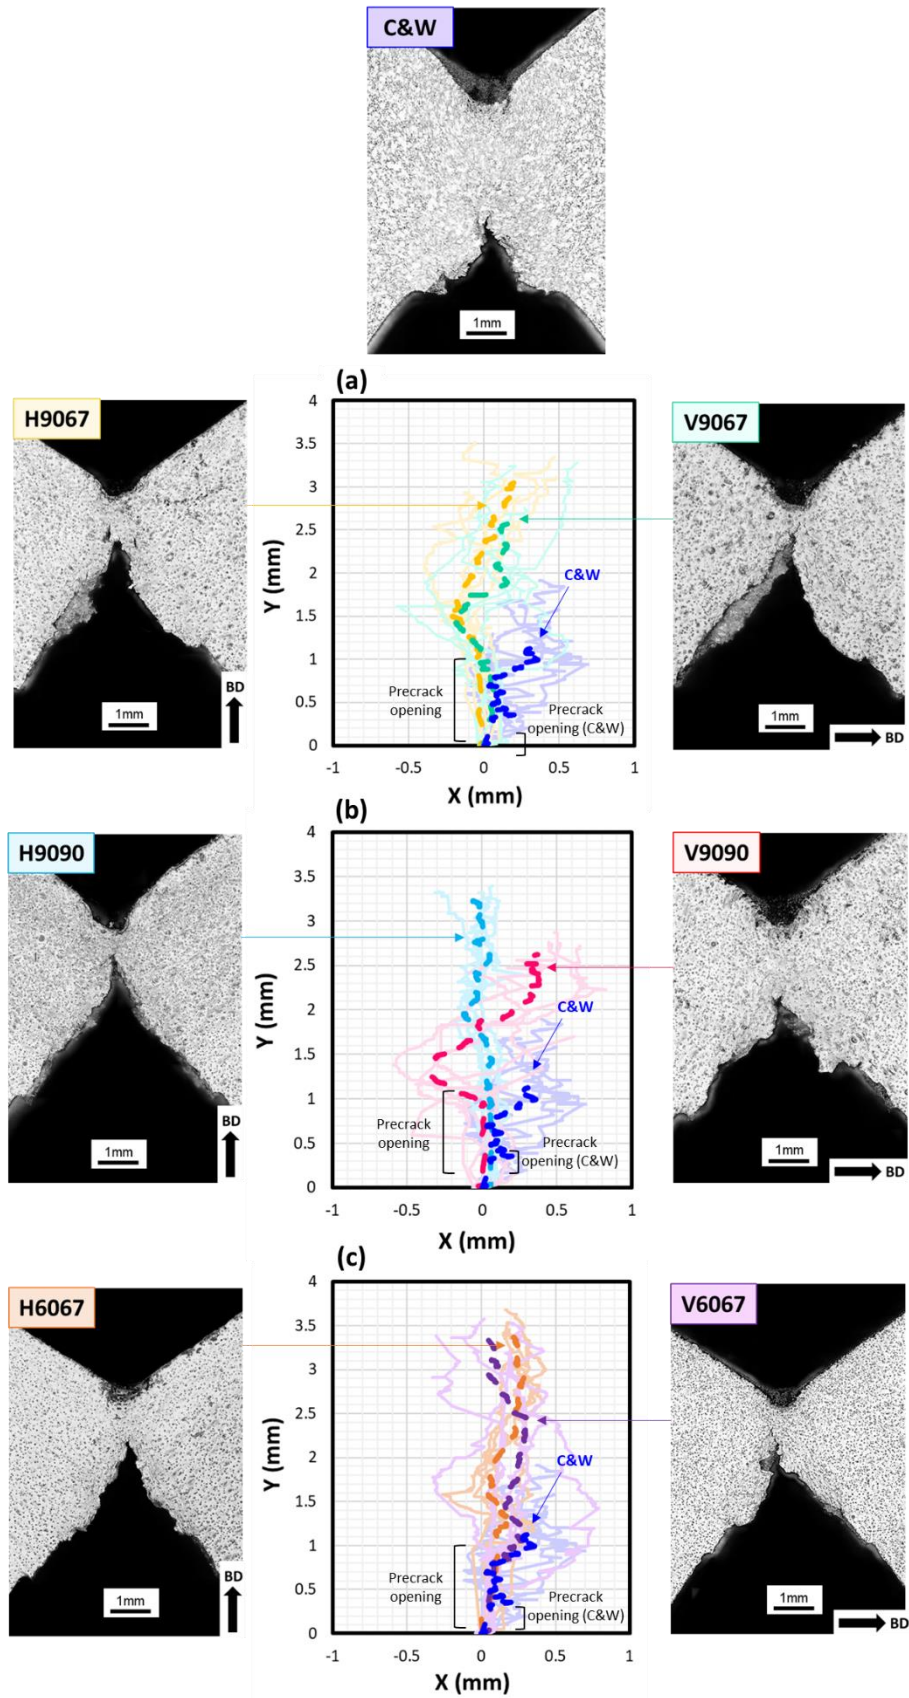 C&W
1mm
(a)
H9067
V9067
4
3.5
3
2.5
2
1.5
1
0.5
0
Y (mm)
C&W
Precrack
opening
Precrack
opening (C&W)
-1
-0.5
0
0.5
1
X (mm)
1mm
BD
1mm
BD
(b)
H9090
V9090
4
3.5
3
2.5
2
1.5
1
0.5
0
Y (mm)
C&W
Precrack
opening
Precrack
opening (C&W)
-1
-0.5
0
0.5
1
X (mm)
1mm
BD
1mm
BD
(c)
H6067
V6067
4
3.5
3
2.5
2
1.5
1
0.5
0
Y (mm)
C&W
Precrack
opening
Precrack
opening (C&W)
-1
-0.5
0
0.5
1
X (mm)
1mm
BD
1mm
BD